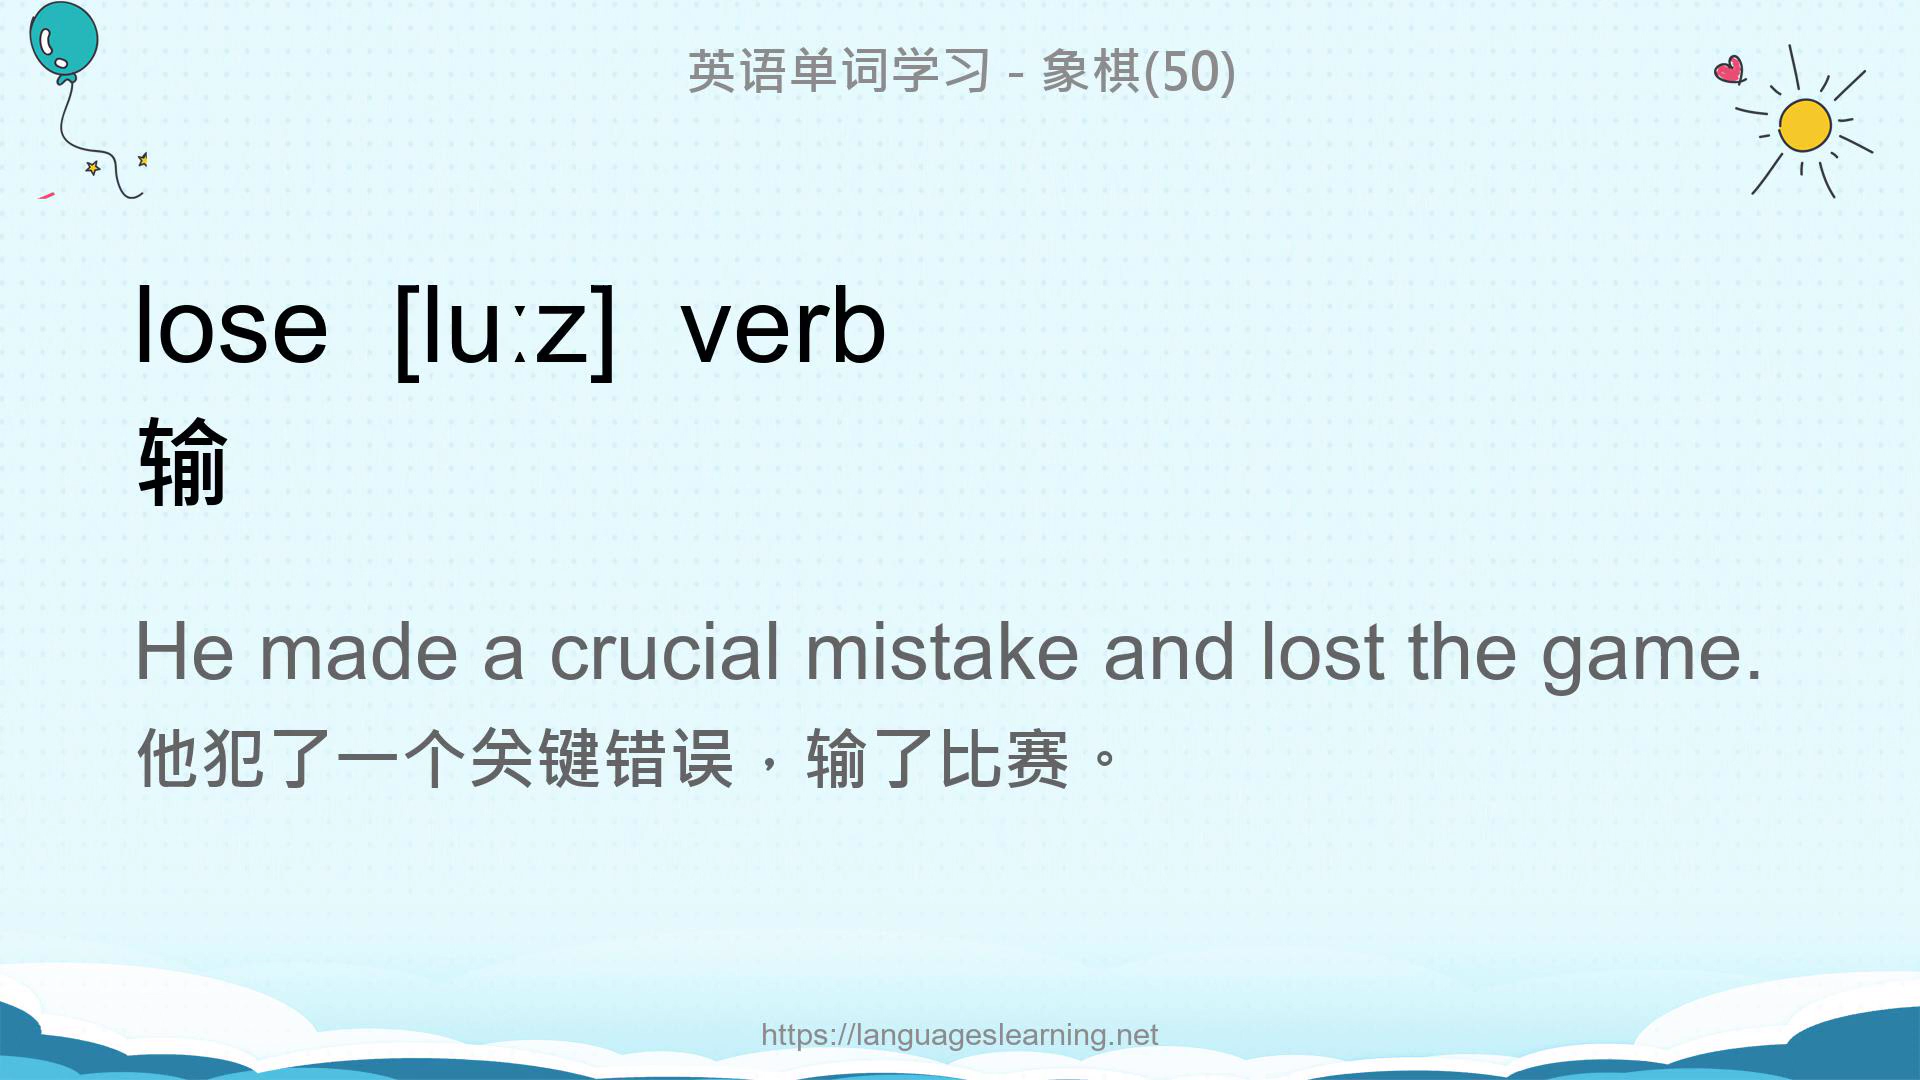 英语单词学习 - 象棋(50)
lose [luːz] verb
输
He made a crucial mistake and lost the game.
他犯了一个关键错误，输了比赛。
https://languageslearning.net